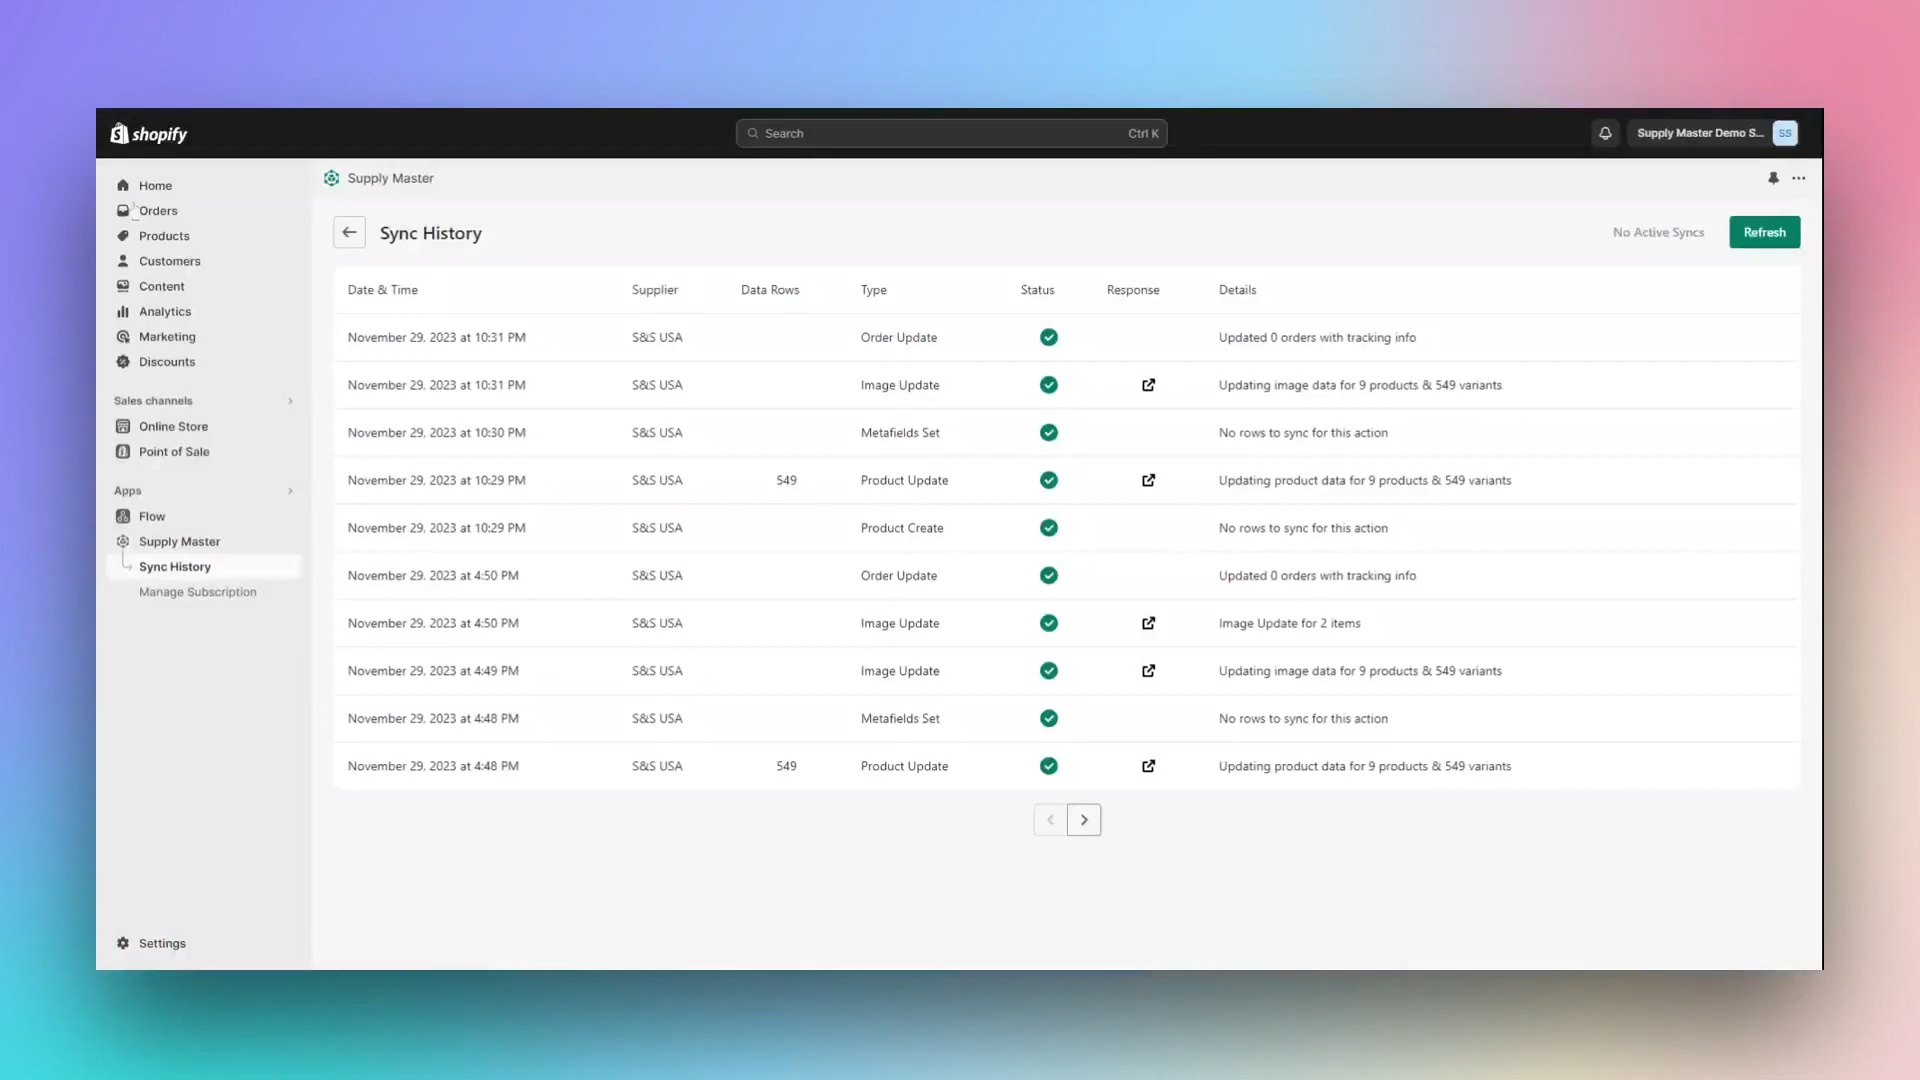 shopify
Search Ctrl K
Supply Master Demo S... SS
Home
Orders
Products
Customers
Content
Analytics
Marketing
Discounts
Sales channels
Online Store
Point of Sale
Apps
Flow
Supply Master
Sync History
Manage Subscription
Settings
Supply Master
Sync History
No Active Syncs Refresh
Date & Time Supplier Data Rows Type Status Response Details
November 29, 2023 at 10:31 PM S&S USA Order Update Updated 0 orders with tracking info
November 29, 2023 at 10:31 PM S&S USA Image Update Updating image data for 9 products & 549 variants
November 29, 2023 at 10:30 PM S&S USA Metafields Set No rows to sync for this action
November 29, 2023 at 10:29 PM S&S USA 549 Product Update Updating product data for 9 products & 549 variants
November 29, 2023 at 10:29 PM S&S USA Product Create No rows to sync for this action
November 29, 2023 at 4:50 PM S&S USA Order Update Updated 0 orders with tracking info
November 29, 2023 at 4:50 PM S&S USA Image Update Image Update for 2 items
November 29, 2023 at 4:49 PM S&S USA Image Update Updating image data for 9 products & 549 variants
November 29, 2023 at 4:48 PM S&S USA Metafields Set No rows to sync for this action
November 29, 2023 at 4:48 PM S&S USA 549 Product Update Updating product data for 9 products & 549 variants